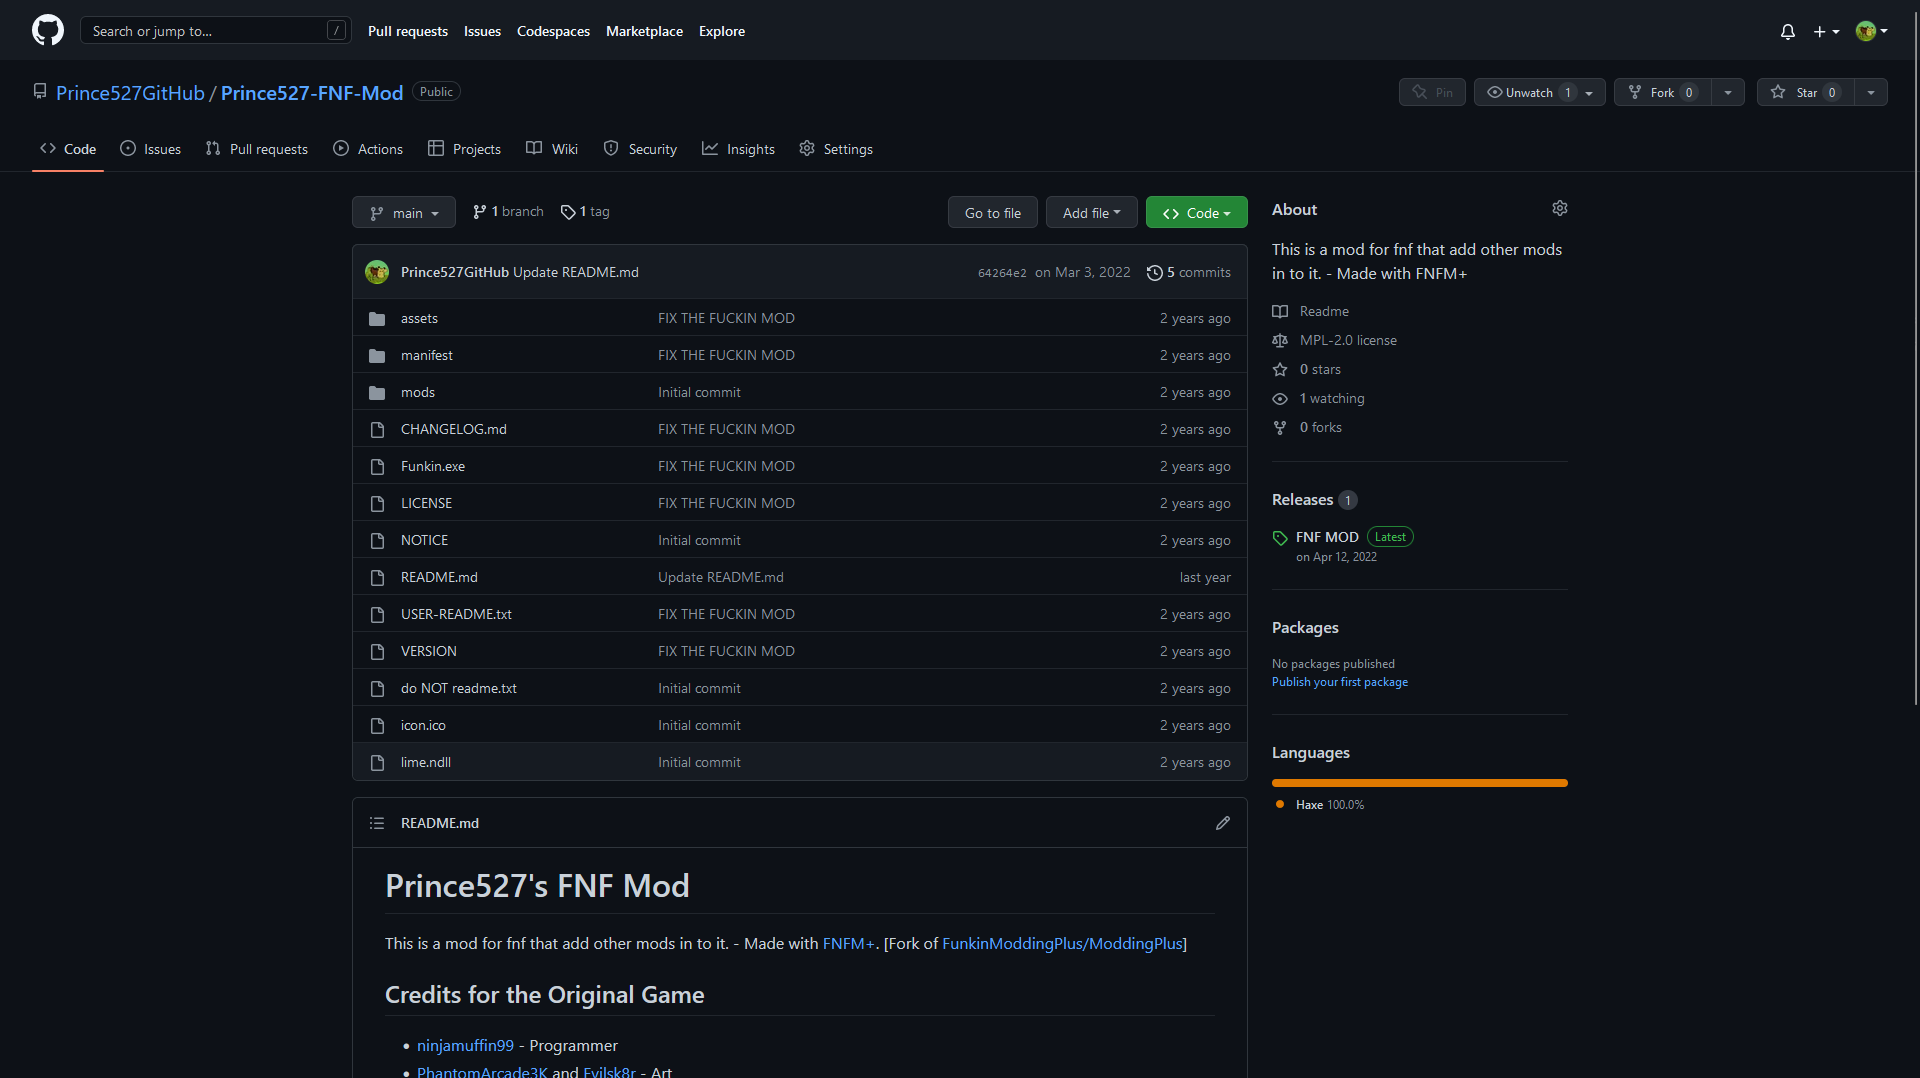 Search or jump to... /
Pull requests Issues Codespaces Marketplace Explore
Prince527GitHub / Prince527-FNF-Mod Public
Pin Unwatch 1 Fork 0 Star 0
Code Issues Pull requests Actions Projects Wiki Security Insights Settings
main 1 branch 1 tag Go to file Add file Code
Prince527GitHub Update README.md 64264e2 on Mar 3, 2022 5 commits
assets FIX THE FUCKIN MOD 2 years ago
manifest FIX THE FUCKIN MOD 2 years ago
mods Initial commit 2 years ago
CHANGELOG.md FIX THE FUCKIN MOD 2 years ago
Funkin.exe FIX THE FUCKIN MOD 2 years ago
LICENSE FIX THE FUCKIN MOD 2 years ago
NOTICE Initial commit 2 years ago
README.md Update README.md last year
USER-README.txt FIX THE FUCKIN MOD 2 years ago
VERSION FIX THE FUCKIN MOD 2 years ago
do NOT readme.txt Initial commit 2 years ago
icon.ico Initial commit 2 years ago
lime.ndll Initial commit 2 years ago
README.md
Prince527's FNF Mod
This is a mod for fnf that add other mods in to it. - Made with FNFM+. [Fork of FunkinModdingPlus/ModdingPlus]
Credits for the Original Game
• ninjamuffin99 - Programmer
• PhantomArcade3K and Evilsk8r - Art
About
This is a mod for fnf that add other mods
in to it. - Made with FNFM+
Readme
MPL-2.0 license
0 stars
1 watching
0 forks
Releases 1
FNF MOD Latest
on Apr 12, 2022
Packages
No packages published
Publish your first package
Languages
Haxe 100.0%